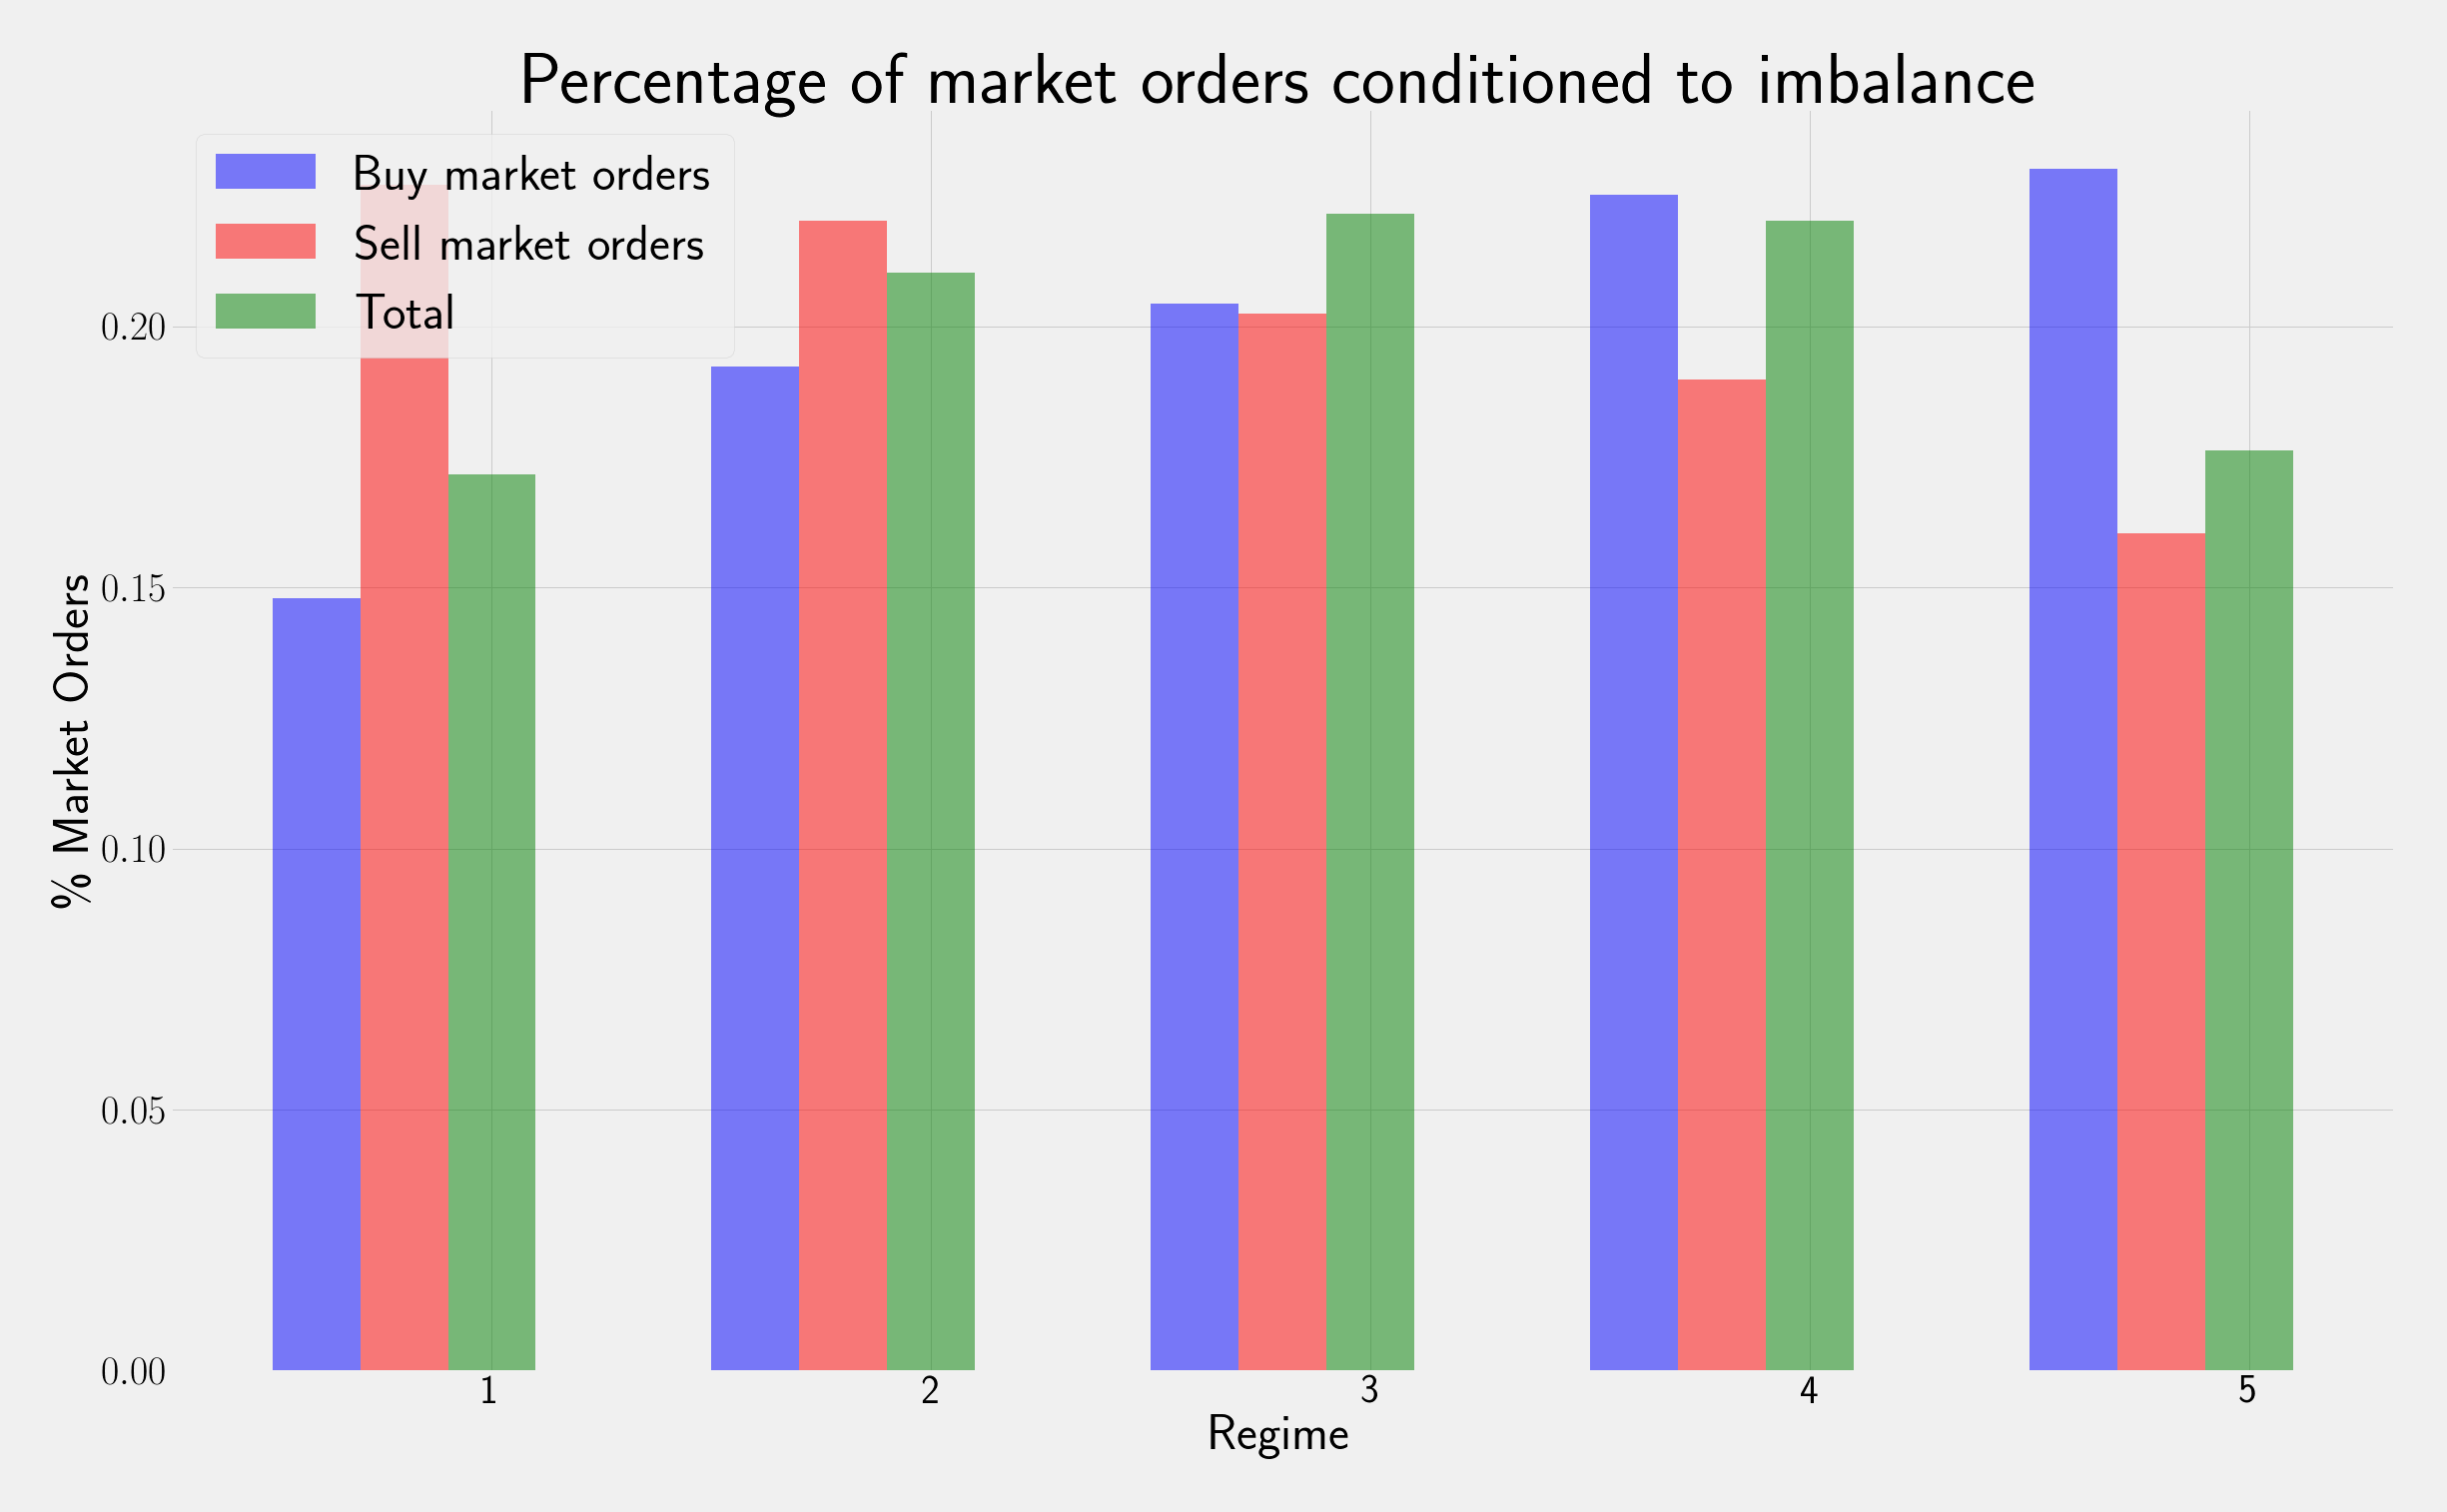 Percentage of market orders conditioned to imbalance
Buy market orders
Sell market orders
Total
0.20
0.15
0.10
0.05
0.00
% Market Orders
1 2 3 4 5
Regime